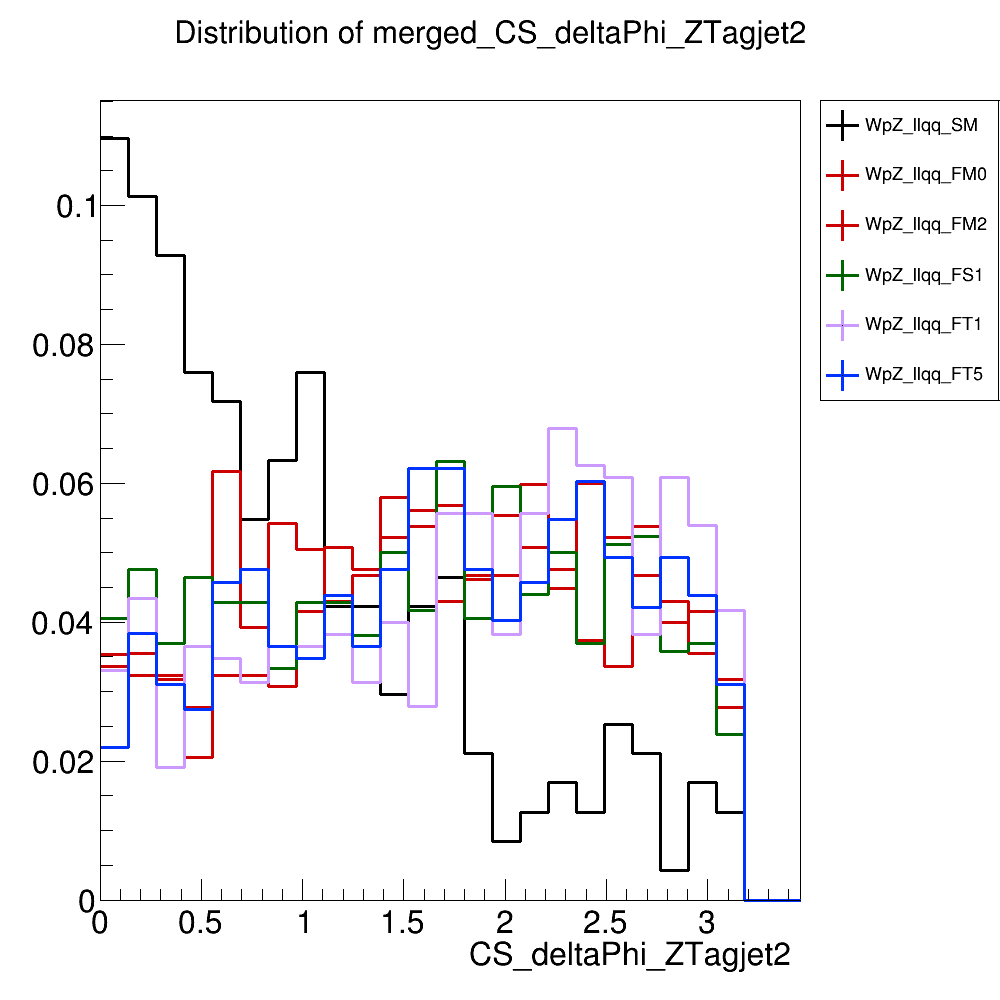 Distribution of merged_CS_deltaPhi_ZTagjet2
WpZ_llqq_SM
WpZ_llqq_FM0
WpZ_llqq_FM2
WpZ_llqq_FS1
WpZ_llqq_FT1
WpZ_llqq_FT5
0.1
0.08
0.06
0.04
0.02
0
0 0.5 1 1.5 2 2.5 3
CS_deltaPhi_ZTagjet2